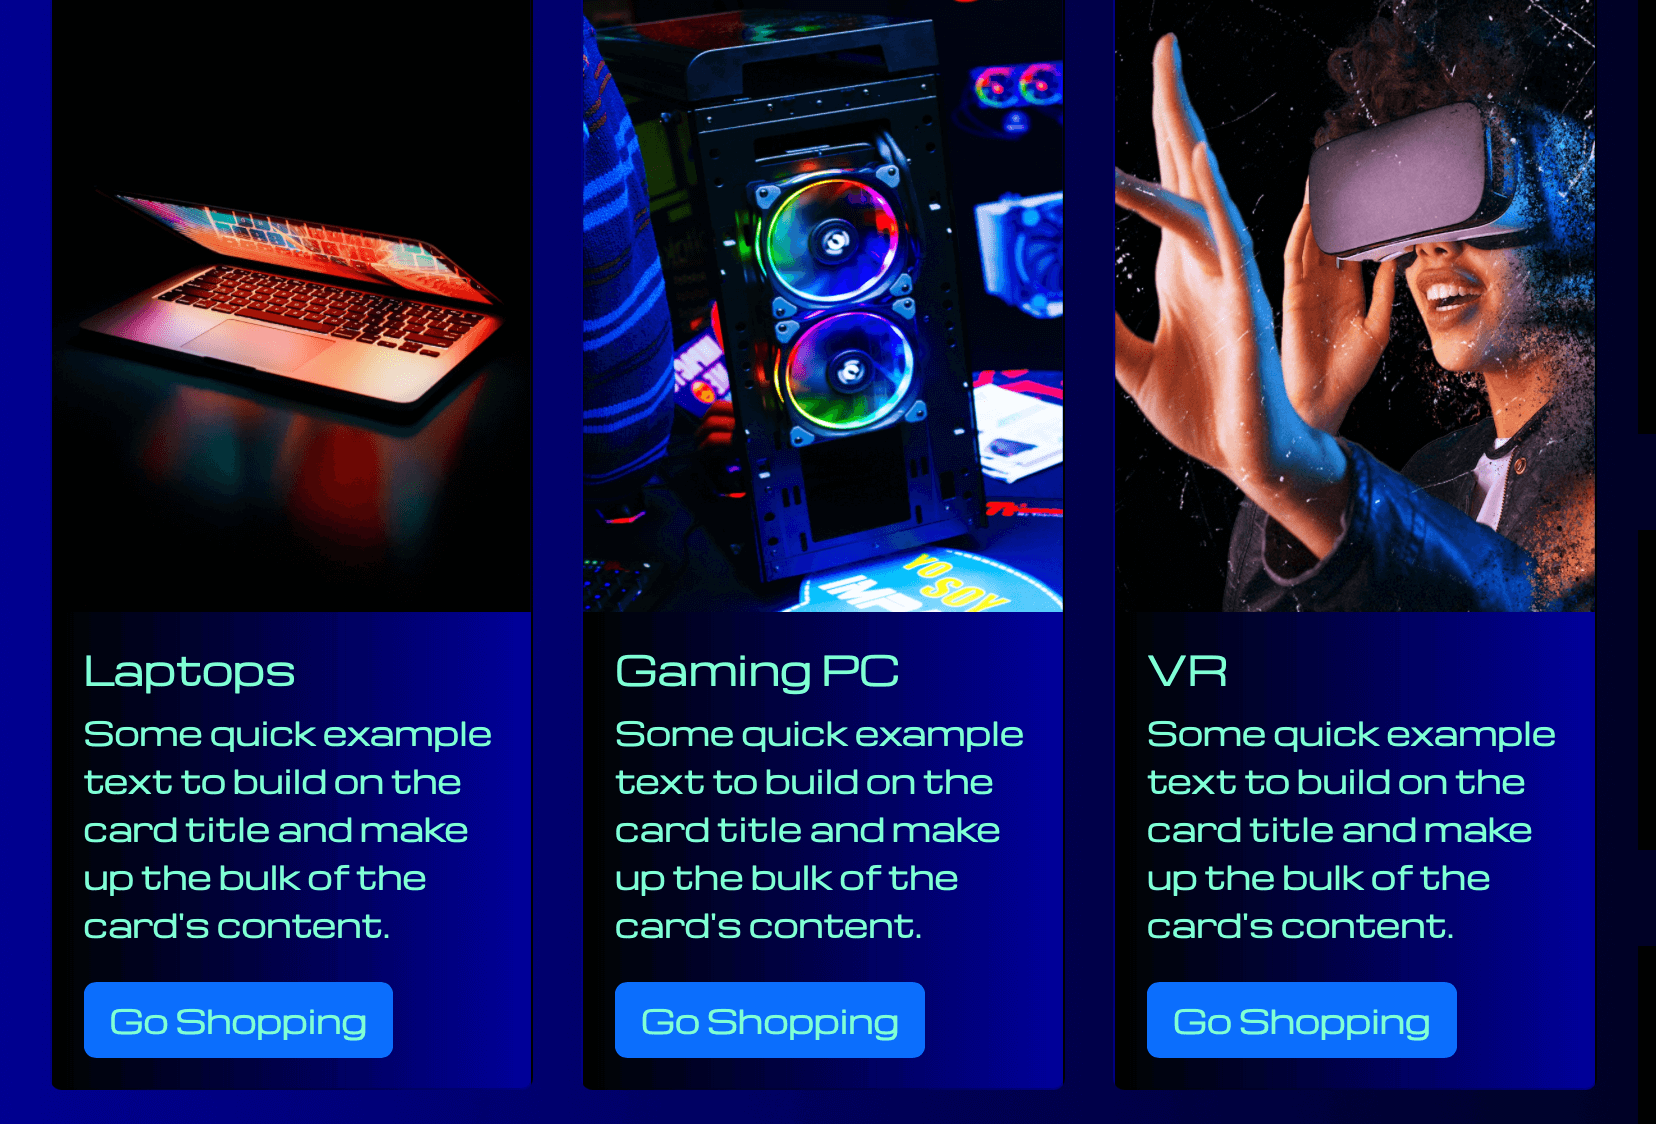 YO
SOY
Laptops
Some quick example
text to build on the
card title and make
up the bulk of the
card's content.
Go Shopping
Gaming PC
Some quick example
text to build on the
card title and make
up the bulk of the
card's content.
Go Shopping
VR
Some quick example
text to build on the
card title and make
up the bulk of the
card's content.
Go Shopping